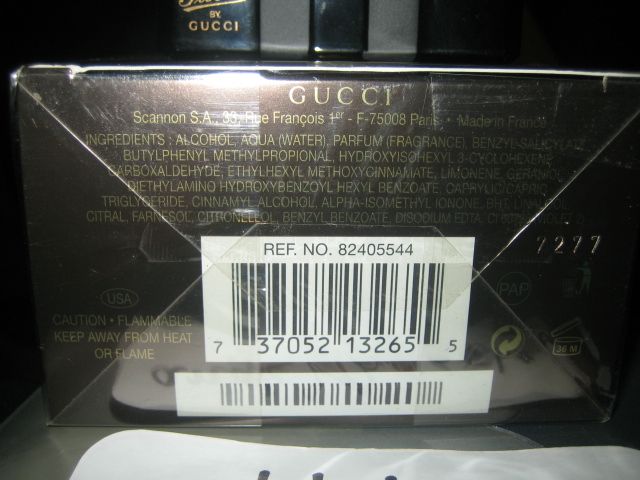 BY
GUCCI
GUCCI
Scannon S.A., 33, Rue François 1er - F-75008 Paris • Made in France
INGREDIENTS: ALCOHOL, AQUA (WATER), PARFUM (FRAGRANCE), BENZYL SALICYLATE,
BUTYLPHENYL METHYLPROPIONAL, HYDROXYISOHEXYL 3-CYCLOHEXENE
CARBOXALDEHYDE, ETHYLHEXYL METHOXYCINNAMATE, LIMONENE, GERANIOL,
DIETHYLAMINO HYDROXYBENZOYL HEXYL BENZOATE, CAPRYLIC/CAPRIC
TRIGLYCERIDE, CINNAMYL ALCOHOL, ALPHA-ISOMETHYL IONONE, BHT, LINALOOL,
CITRAL, FARNESOL, CITRONELLOL, BENZYL BENZOATE, DISODIUM EDTA,
7277
REF. NO. 82405544
USA
PAP
CAUTION • FLAMMABLE
KEEP AWAY FROM HEAT
OR FLAME
7 37052 13265 5
36 M